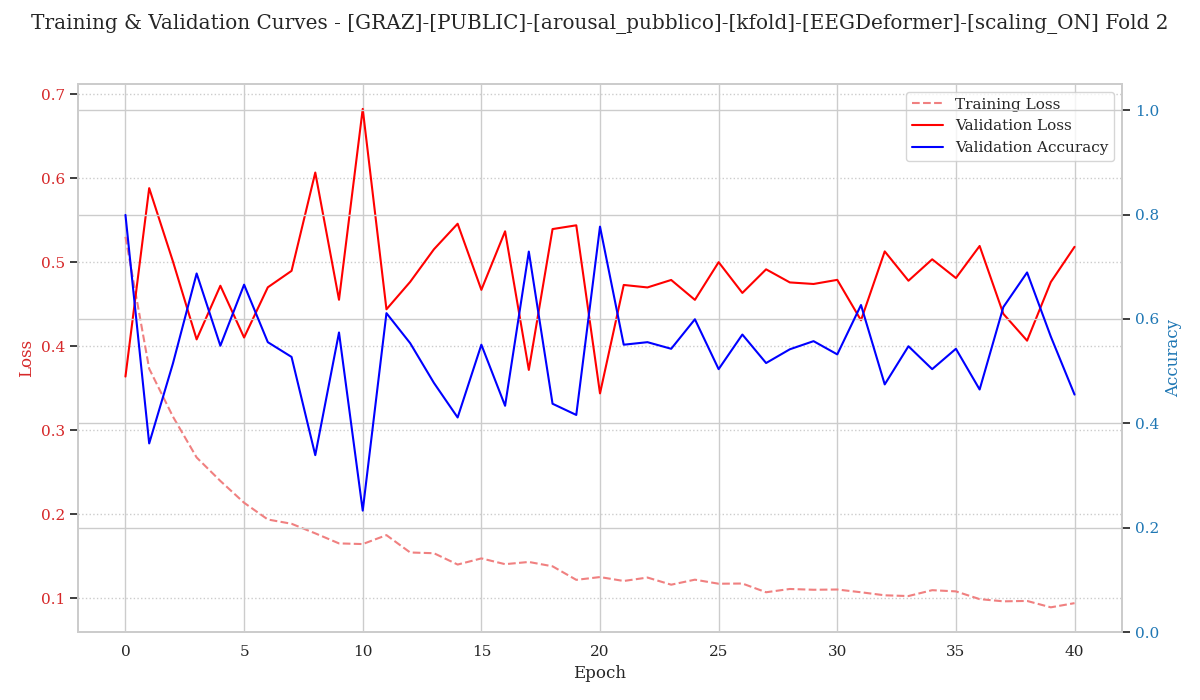 Training & Validation Curves - [GRAZ]-[PUBLIC]-[arousal_pubblico]-[kfold]-[EEGDeformer]-[scaling_ON] Fold 2
Training Loss
Validation Loss
Validation Accuracy
0.7
0.6
0.5
0.4
0.3
0.2
0.1
Loss
1.0
0.8
0.6
0.4
0.2
0.0
Accuracy
0 5 10 15 20 25 30 35 40
Epoch